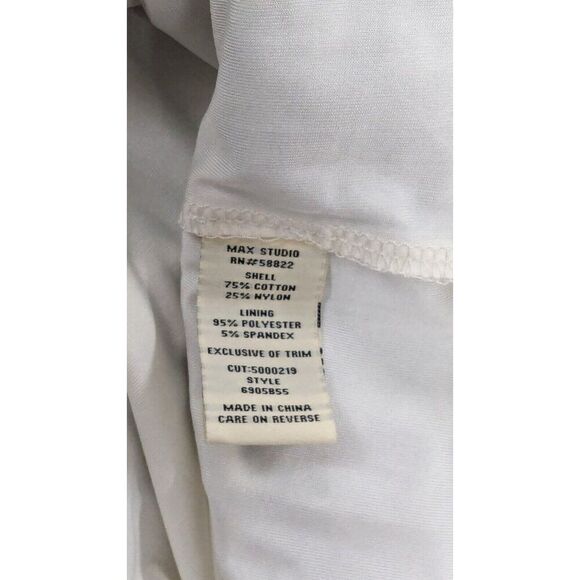 MAX STUDIO
RN#58822
SHELL
75% COTTON
25% NYLON
LINING
95% POLYESTER
5% SPANDEX
EXCLUSIVE OF TRIM
CUT:5000219
STYLE
6905B55
MADE IN CHINA
CARE ON REVERSE